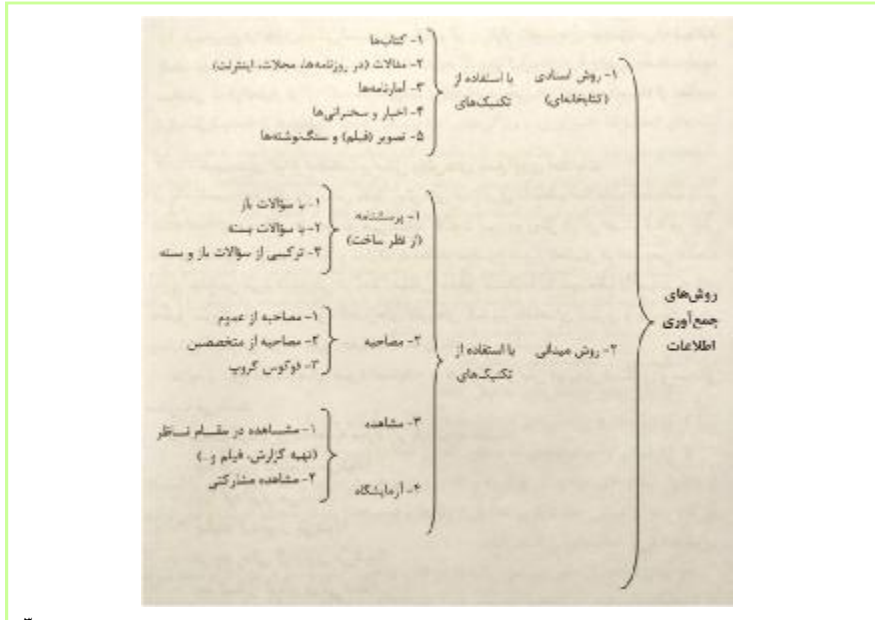 روش‌های
جمع‌آوری
اطلاعات
۱- روش اسنادی
(کتابخانه‌ای)
با استفاده از
تکنیک‌های
۱- کتاب‌ها
۲- مقالات (در روزنامه‌ها، مجلات، اینترنت)
۳- آمارنامه‌ها
۴- اخبار و سخنرانی‌ها
۵- تصویر (فیلم) و سنگ‌نوشته‌ها
۲- روش میدانی
با استفاده از
تکنیک‌های
۱- پرسشنامه
(از نظر ساخت)
۱- با سؤالات باز
۲- با سؤالات بسته
۳- ترکیبی از سؤالات باز و بسته
۲- مصاحبه
۱- مصاحبه از عموم
۲- مصاحبه از متخصصین
۳- فوکوس گروپ
۳- مشاهده
۱- مشاهده در مقام ناظر
(تهیه گزارش، فیلم و..)
۲- مشاهده مشارکتی
۴- آزمایشگاه
۳